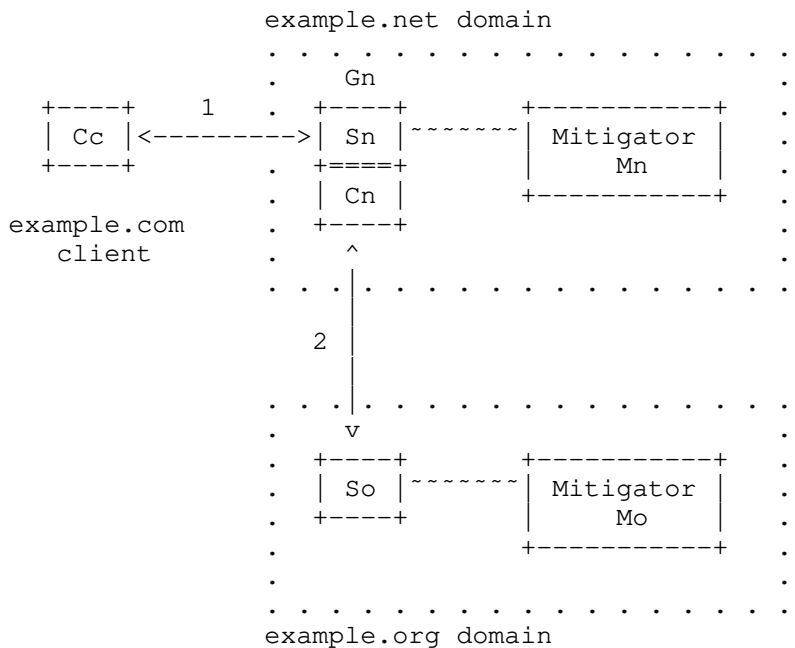 example.net domain
. . . . . . . . . . . . . . . . .
. Gn .
+----+ 1 . +----+ +-----------+ .
| Cc |<--------->| Sn |~~~~~~~| Mitigator | .
+----+ . +====+ | Mn | .
. | Cn | +-----------+ .
example.com . +----+ .
client . ^ .
. . .|. . . . . . . . . . . . . .
|
2 |
|
. . .|. . . . . . . . . . . . . .
. v .
. +----+ +-----------+ .
. | So |~~~~~~~| Mitigator | .
. +----+ | Mo | .
. +-----------+ .
. .
. . . . . . . . . . . . . . . . .
example.org domain